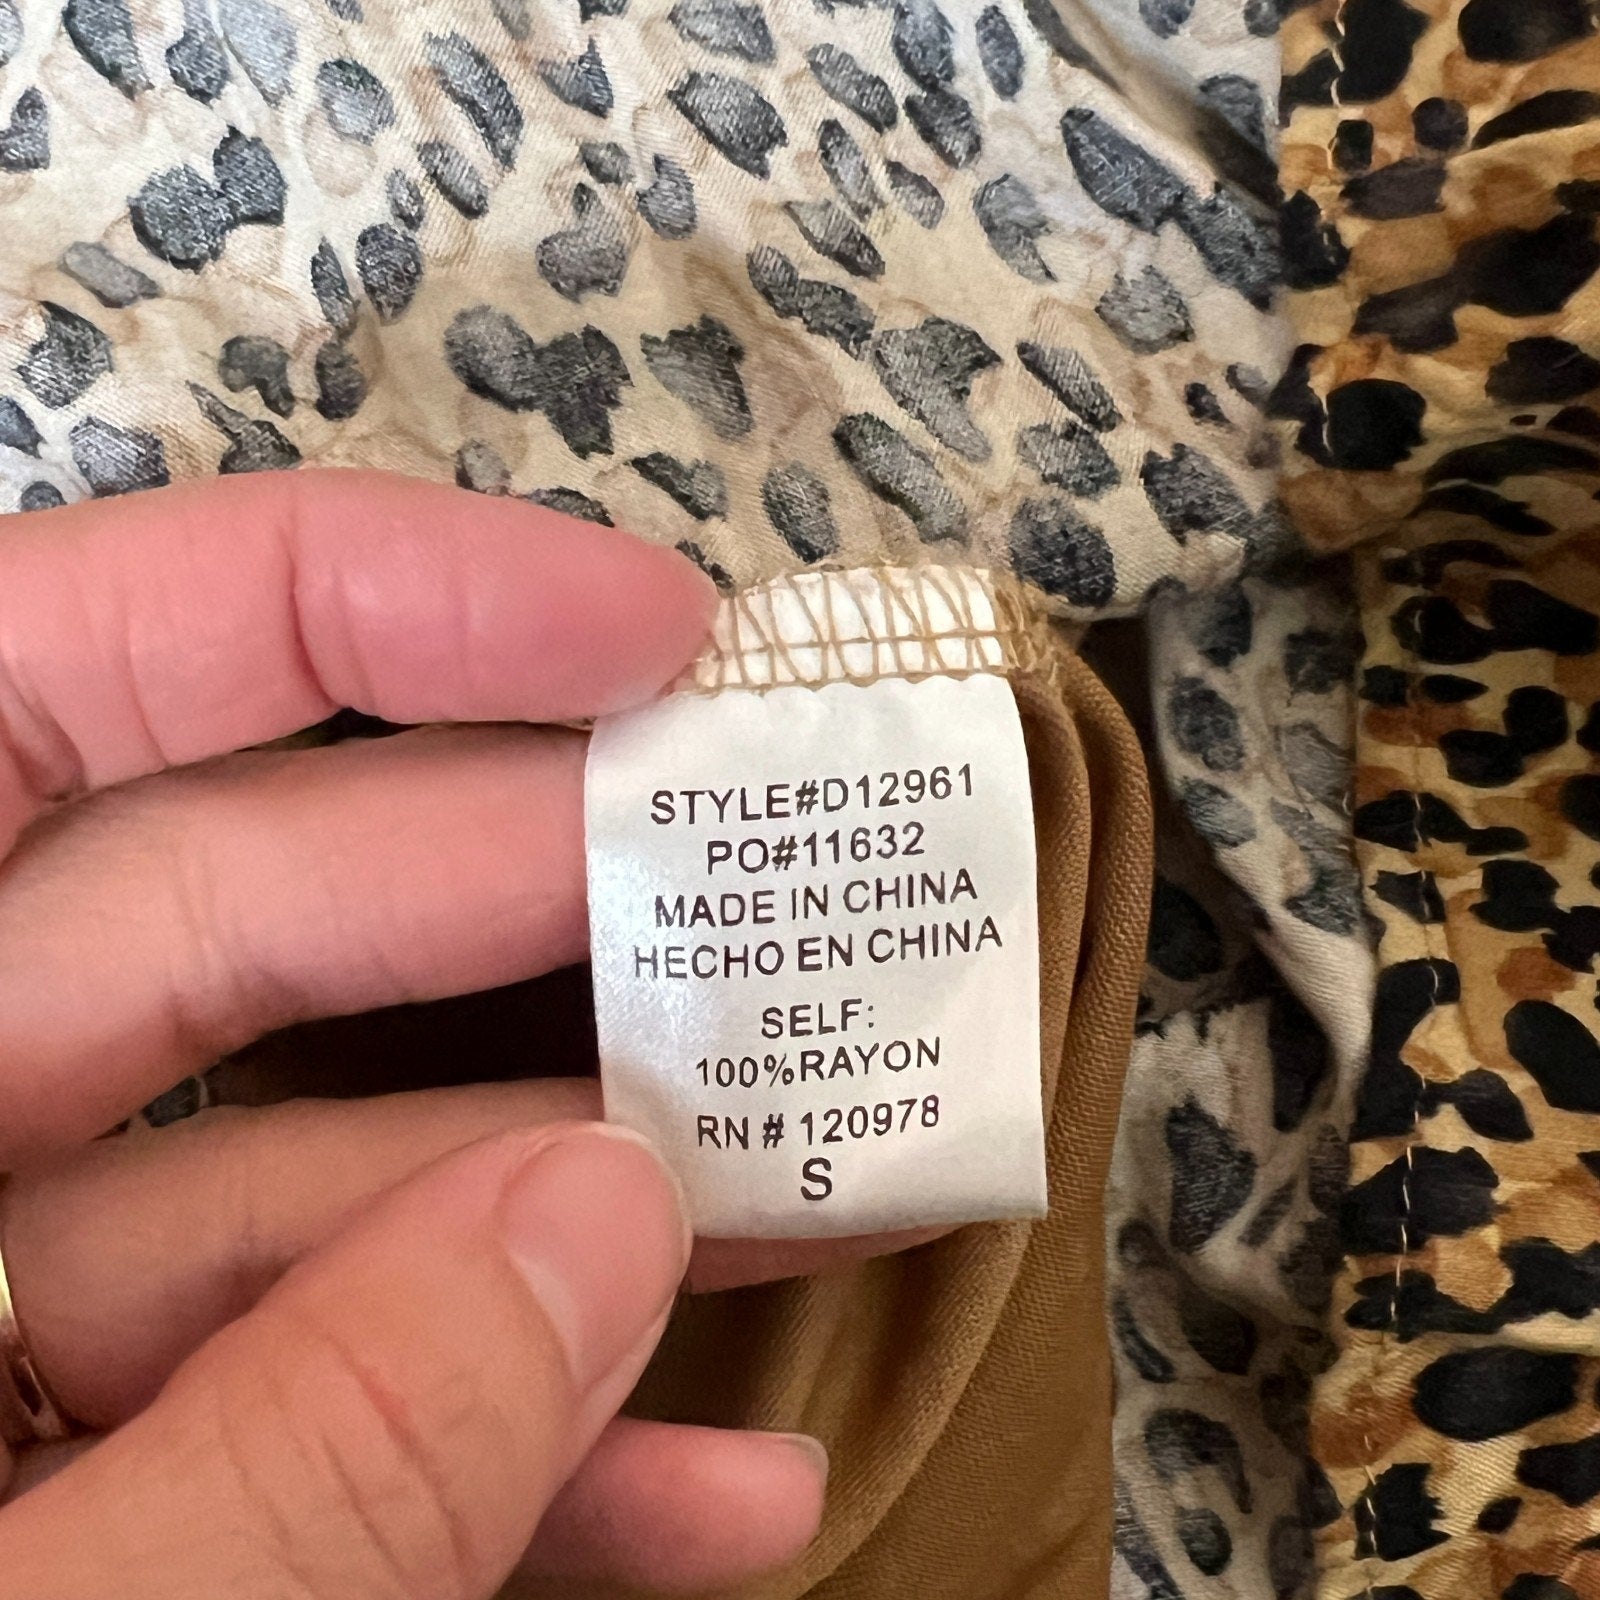 STYLE#D12961
PO#11632
MADE IN CHINA
HECHO EN CHINA
SELF:
100%RAYON
RN # 120978
S